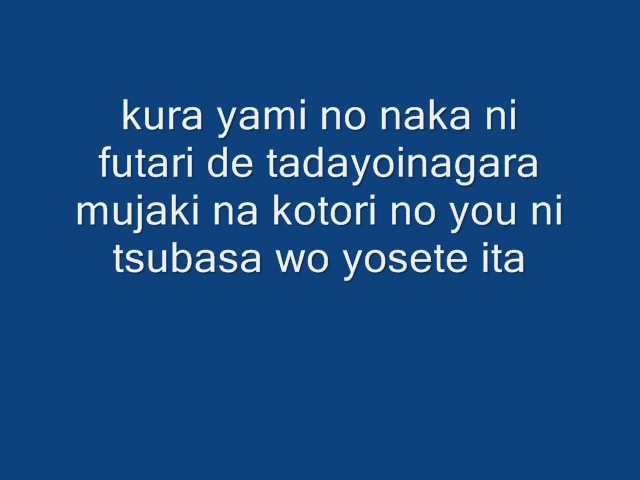 kura yami no naka ni
futari de tadayoinagara
mujaki na kotori no you ni
tsubasa wo yosete ita